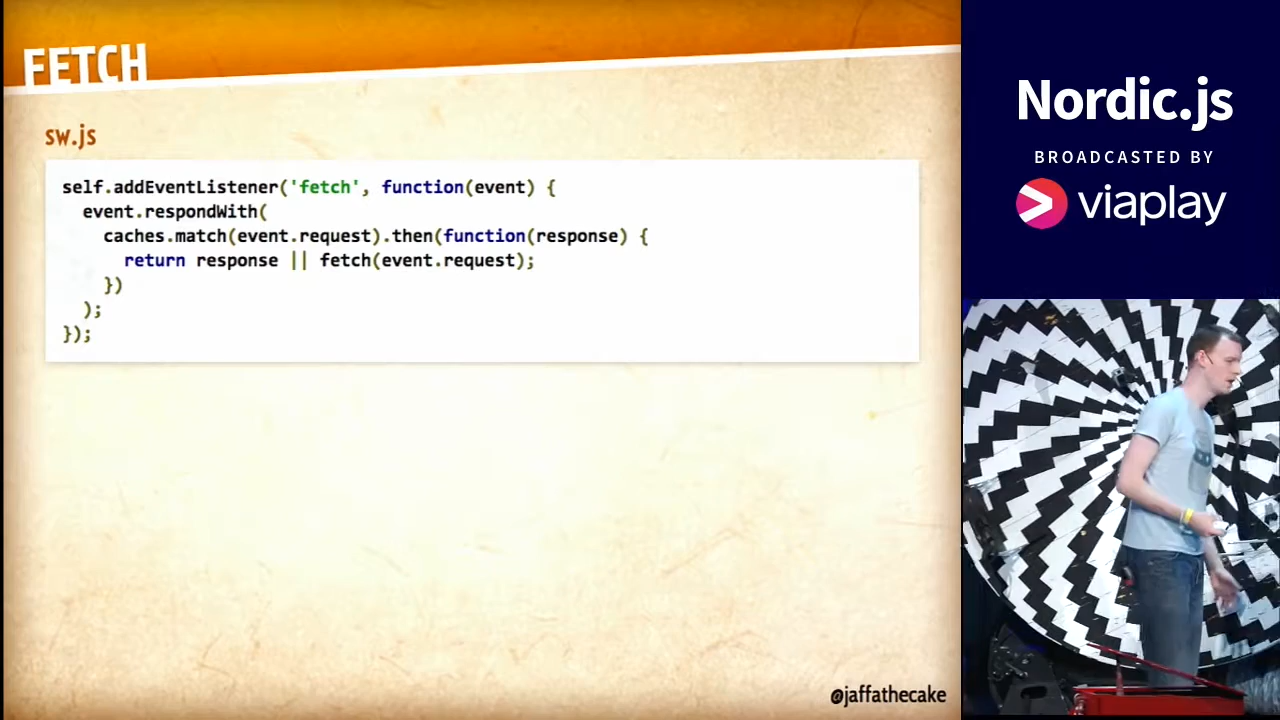 FETCH
sw.js
self.addEventListener('fetch', function(event) {
  event.respondWith(
    caches.match(event.request).then(function(response) {
      return response || fetch(event.request);
    })
  );
});
@jaffathecake
Nordic.js
BROADCASTED BY
viaplay